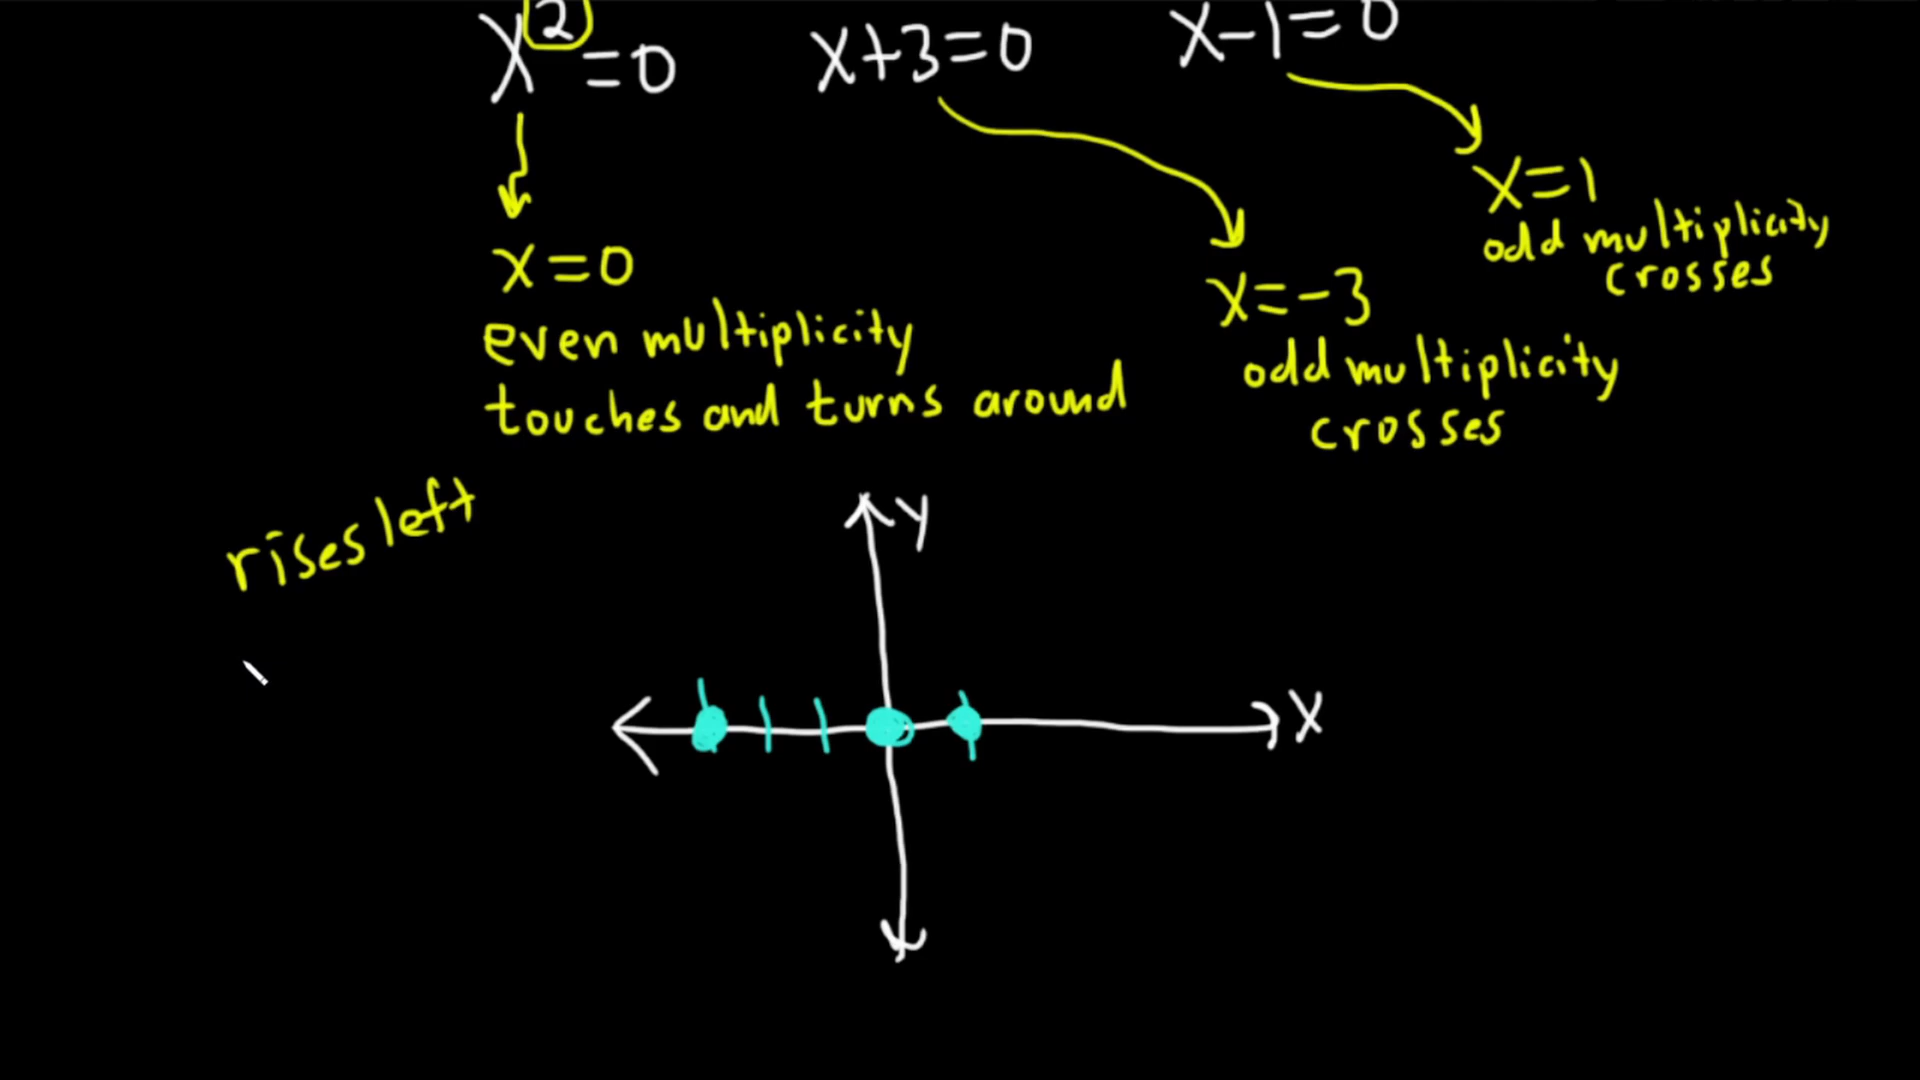 x²=0
x+3=0
x-1=0
x=0
even multiplicity
touches and turns around
x=-3
odd multiplicity
crosses
x=1
odd multiplicity
crosses
rises left
y
x